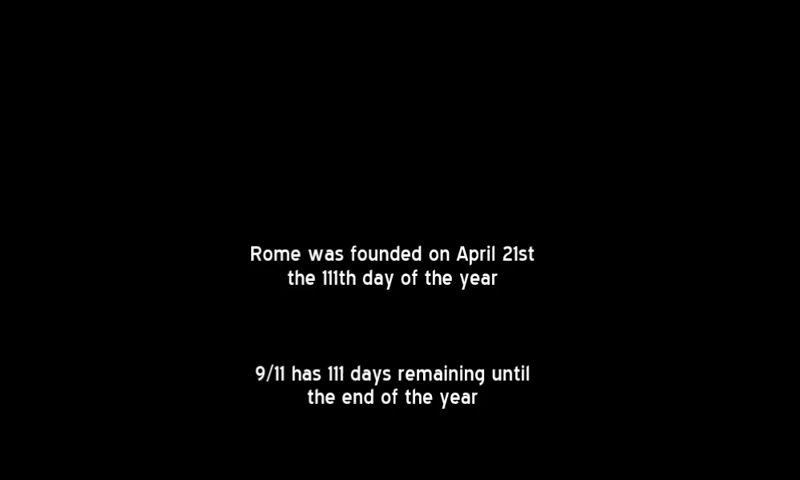 Rome was founded on April 21st
the 111th day of the year
9/11 has 111 days remaining until
the end of the year